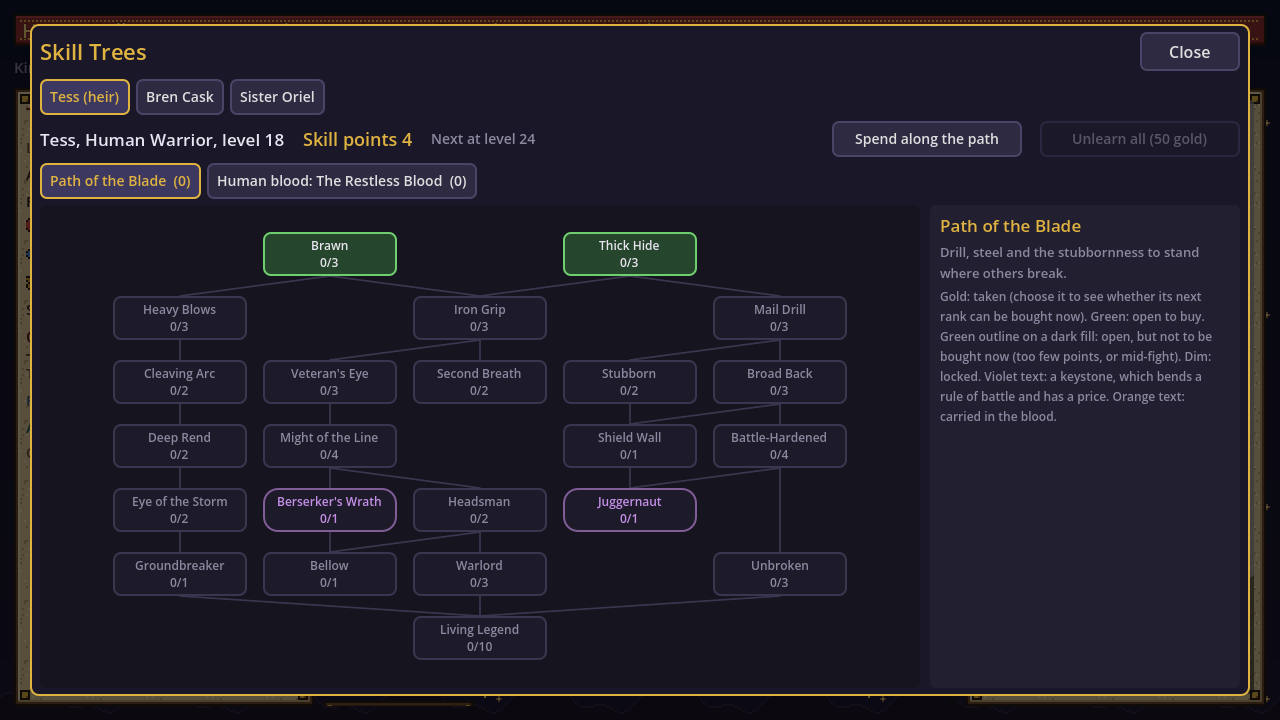 Skill Trees
Close
Tess (heir)
Bren Cask
Sister Oriel
Tess, Human Warrior, level 18
Skill points 4
Next at level 24
Spend along the path
Unlearn all (50 gold)
Path of the Blade (0)
Human blood: The Restless Blood (0)
Brawn
0/3
Thick Hide
0/3
Heavy Blows
0/3
Iron Grip
0/3
Mail Drill
0/3
Cleaving Arc
0/2
Veteran's Eye
0/3
Second Breath
0/2
Stubborn
0/2
Broad Back
0/3
Deep Rend
0/2
Might of the Line
0/4
Shield Wall
0/1
Battle-Hardened
0/4
Eye of the Storm
0/2
Berserker's Wrath
0/1
Headsman
0/2
Juggernaut
0/1
Groundbreaker
0/1
Bellow
0/1
Warlord
0/3
Unbroken
0/3
Living Legend
0/10
Path of the Blade
Drill, steel and the stubbornness to stand
where others break.
Gold: taken (choose it to see whether its next
rank can be bought now). Green: open to buy.
Green outline on a dark fill: open, but not to be
bought now (too few points, or mid-fight). Dim:
locked. Violet text: a keystone, which bends a
rule of battle and has a price. Orange text:
carried in the blood.